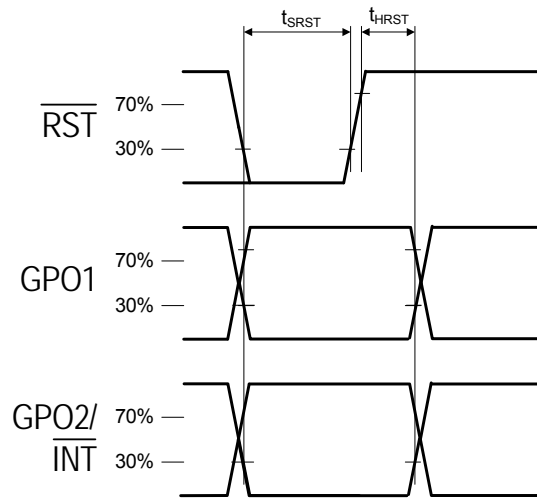 tSRST
tHRST
RST
70%
30%
GPO1
70%
30%
GPO2/
INT
70%
30%